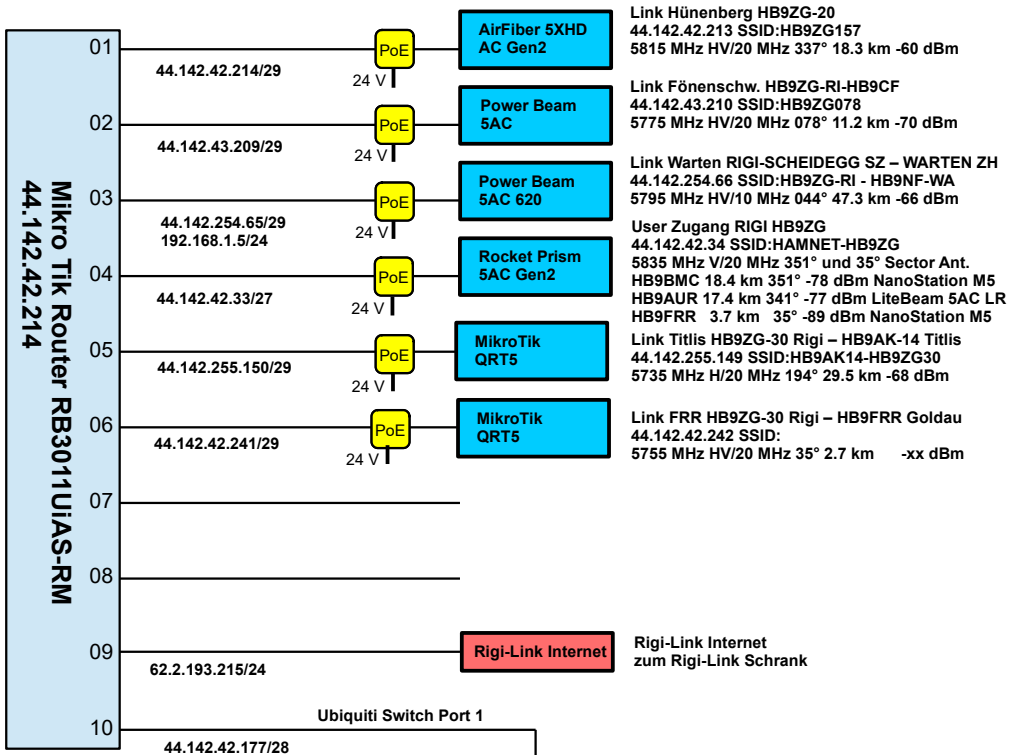 Mikro Tik Router RB3011UiAS-RM
44.142.42.214
01
44.142.42.214/29
PoE
24 V
AirFiber 5XHD
AC Gen2
Link Hünenberg HB9ZG-20
44.142.42.213 SSID:HB9ZG157
5815 MHz HV/20 MHz 337° 18.3 km -60 dBm
02
44.142.43.209/29
PoE
24 V
Power Beam
5AC
Link Fönenschw. HB9ZG-RI-HB9CF
44.142.43.210 SSID:HB9ZG078
5775 MHz HV/20 MHz 078° 11.2 km -70 dBm
03
44.142.254.65/29
192.168.1.5/24
PoE
24 V
Power Beam
5AC 620
Link Warten RIGI-SCHEIDEGG SZ – WARTEN ZH
44.142.254.66 SSID:HB9ZG-RI - HB9NF-WA
5795 MHz HV/10 MHz 044° 47.3 km -66 dBm
04
44.142.42.33/27
PoE
24 V
Rocket Prism
5AC Gen2
User Zugang RIGI HB9ZG
44.142.42.34 SSID:HAMNET-HB9ZG
5835 MHz V/20 MHz 351° und 35° Sector Ant.
HB9BMC 18.4 km 351° -78 dBm NanoStation M5
HB9AUR 17.4 km 341° -77 dBm LiteBeam 5AC LR
HB9FRR 3.7 km 35° -89 dBm NanoStation M5
05
44.142.255.150/29
PoE
24 V
MikroTik
QRT5
Link Titlis HB9ZG-30 Rigi – HB9AK-14 Titlis
44.142.255.149 SSID:HB9AK14-HB9ZG30
5735 MHz H/20 MHz 194° 29.5 km -68 dBm
06
44.142.42.241/29
PoE
24 V
MikroTik
QRT5
Link FRR HB9ZG-30 Rigi – HB9FRR Goldau
44.142.42.242 SSID:
5755 MHz HV/20 MHz 35° 2.7 km -xx dBm
07
08
09
62.2.193.215/24
Rigi-Link Internet
Rigi-Link Internet
zum Rigi-Link Schrank
10
Ubiquiti Switch Port 1
44.142.42.177/28